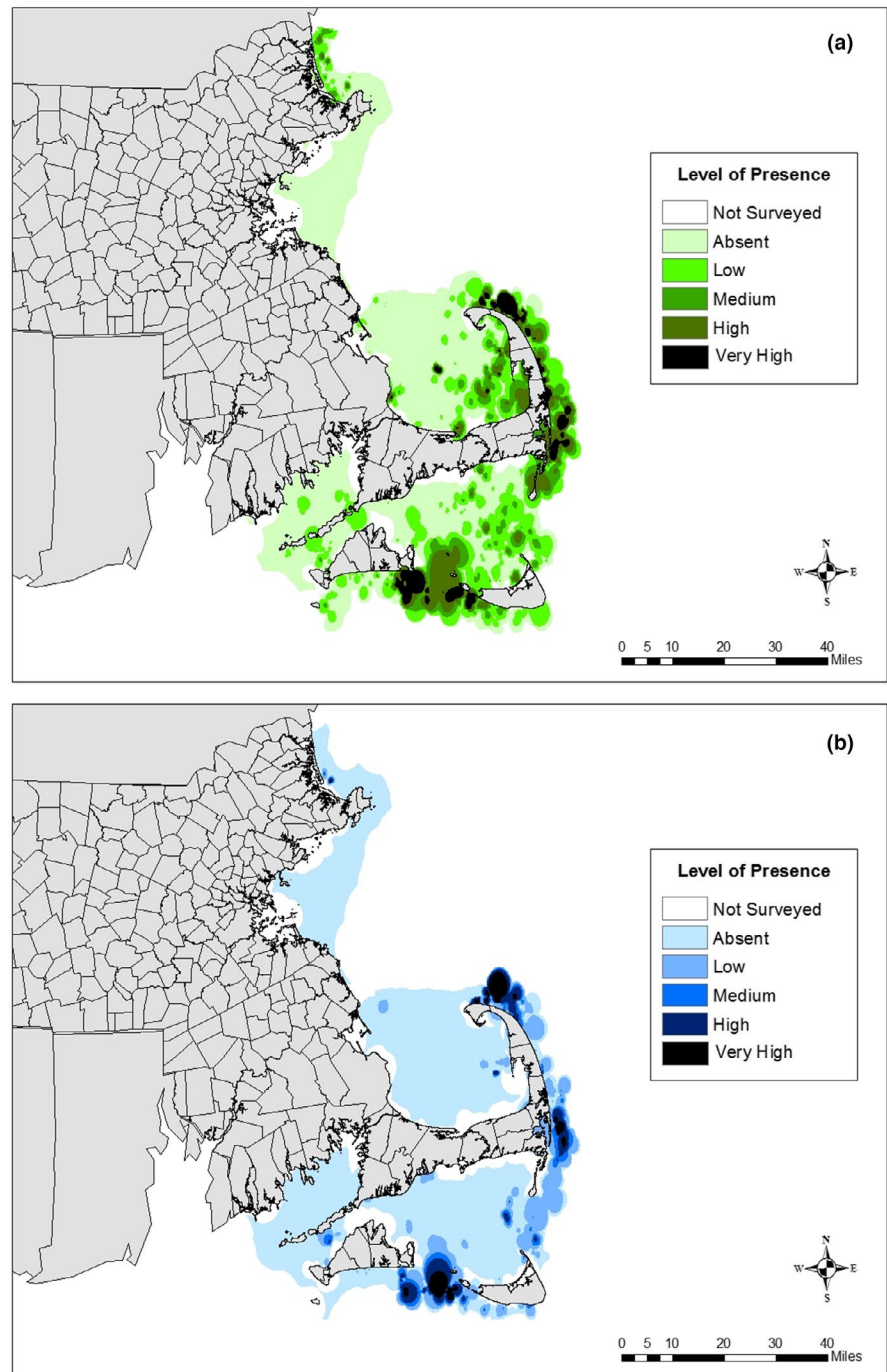 (a)
Level of Presence
Not Surveyed
Absent
Low
Medium
High
Very High
N
W E
S
0 5 10 20 30 40
Miles
(b)
Level of Presence
Not Surveyed
Absent
Low
Medium
High
Very High
N
W E
S
0 5 10 20 30 40
Miles